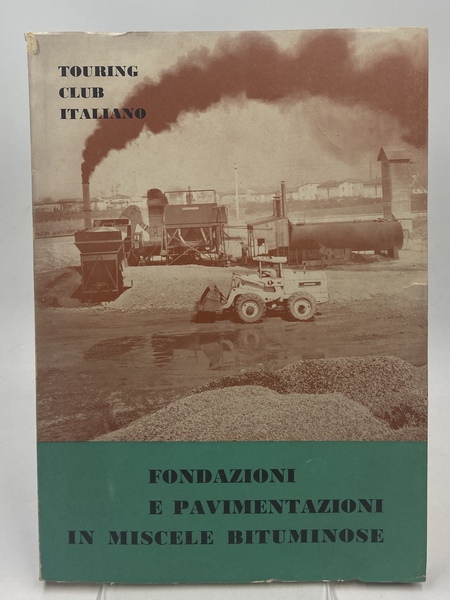 TOURING
CLUB
ITALIANO
FONDAZIONI
E PAVIMENTAZIONI
IN MISCELE BITUMINOSE